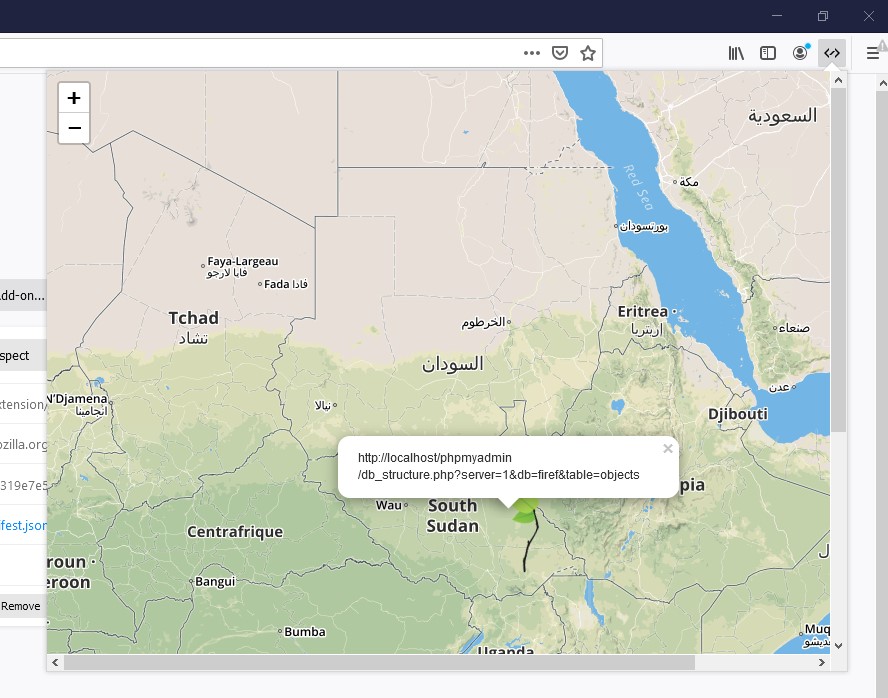 +
−
السعودية
مكة
Red Sea
بورتسودان
Faya-Largeau
فايا لارجو
Fada فادا
Tchad
تشاد
Eritrea
إرتريا
الخرطوم
صنعاء
السودان
dd-on...
spect
N'Djamena
انجامينا
نيالا
عدن
xtension/
Djibouti
ozilla.org
http://localhost/phpmyadmin
/db_structure.php?server=1&db=firef&table=objects
×
319e7e5
pia
Wau
South
Sudan
fest.json
Centrafrique
roun
eroon
Bangui
Remove
Bumba
Muq
Uganda